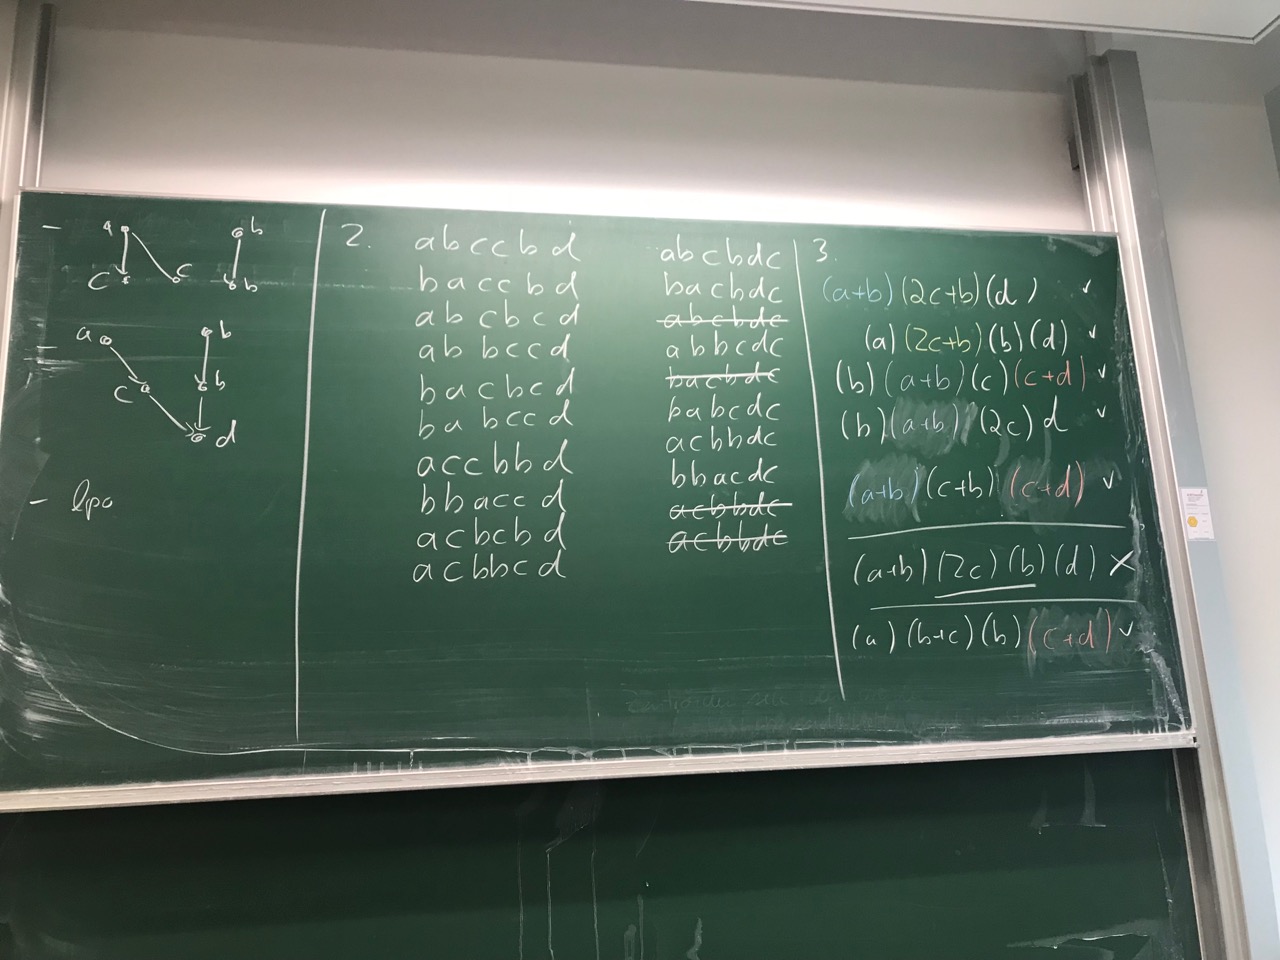 -
a b
c c b
-
a b
c b
d
- lpo
2.
abccbd
baccbd
abcbcd
abbccd
bacbcd
babccd
accbbd
bbaccd
acbcbd
acbbcd
abcbdc
bacbdc
abcbdc
abbcdc
bacbdc
babcdc
acbbdc
bbacdc
acbbdc
acbbdc
3.
(a+b)(2c+b)(d) ✓
(a)(2c+b)(b)(d) ✓
(b)(a+b)(c)(c+d) ✓
(b)(a+b)(2c)d ✓
(a+b)(c+b)(c+d) ✓
(a+b)(2c)(b)(d) ×
(a)(b+c)(b)(c+d) ✓